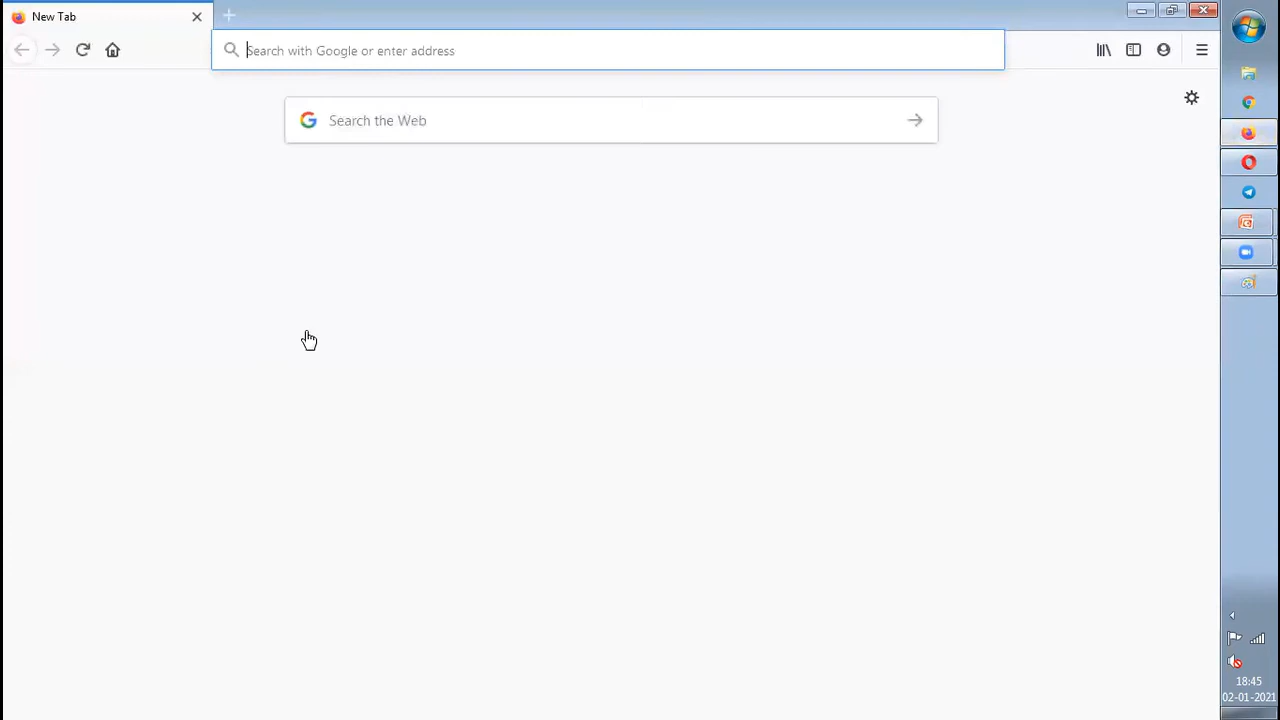 New Tab
Search with Google or enter address
Search the Web
18:45
02-01-2021